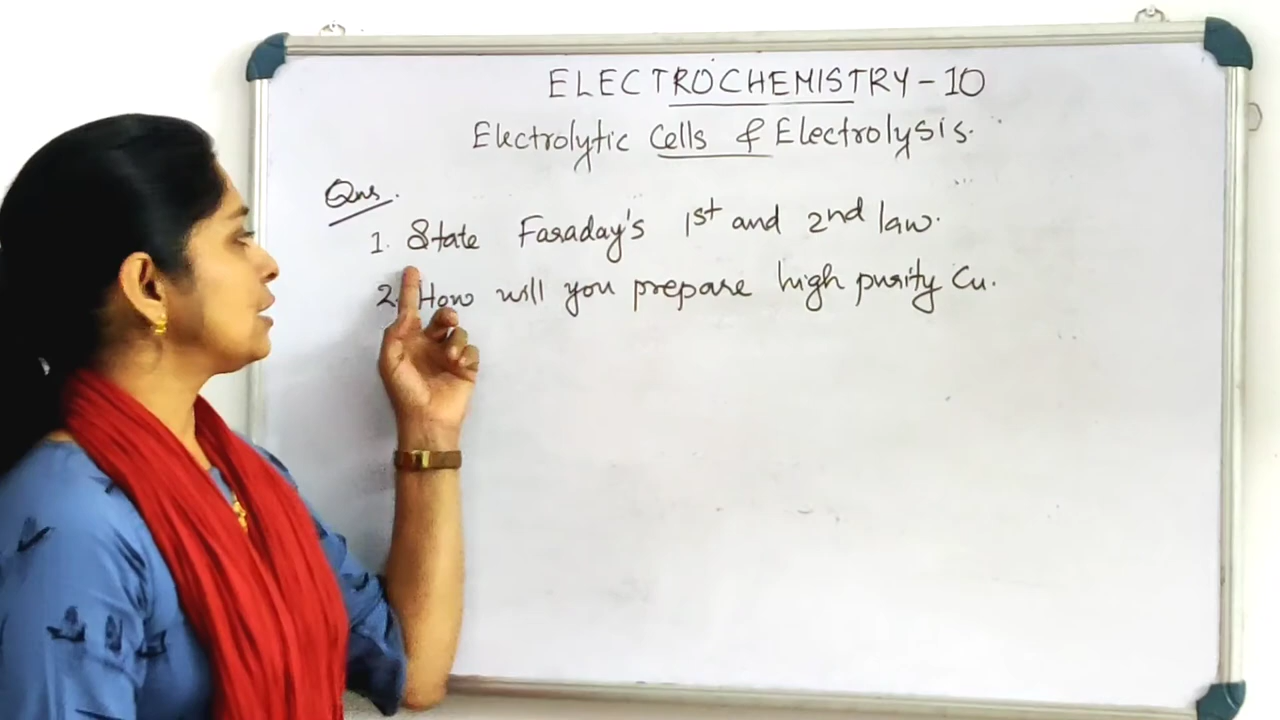 ELECTROCHEMISTRY-10
Electrolytic Cells & Electrolysis.
Qns.
1. State Faraday's 1st and 2nd law.
2. How will you prepare high purity Cu.